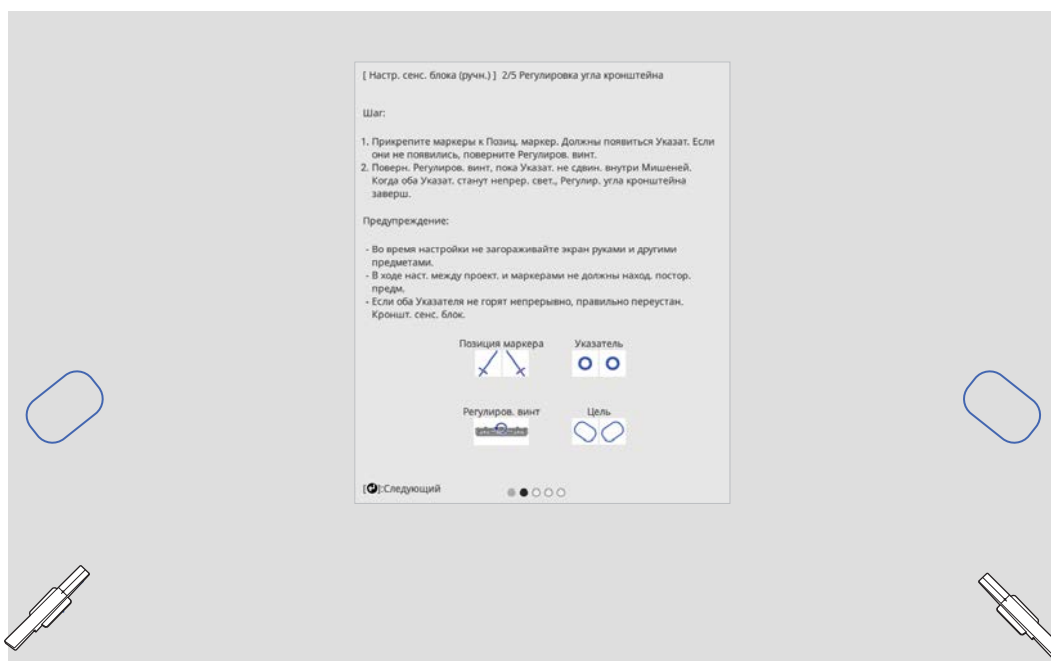 [ Настр. сенс. блока (ручн.) ] 2/5 Регулировка угла кронштейна
Шаг:
1. Прикрепите маркеры к Позиц. маркер. Должны появиться Указат. Если
они не появились, поверните Регулиров. винт.
2. Поверн. Регулиров. винт, пока Указат. не сдвин. внутри Мишеней.
Когда оба Указат. станут непрер. свет., Регулир. угла кронштейна
заверш.
Предупреждение:
- Во время настройки не загораживайте экран руками и другими
предметами.
- В ходе наст. между проект. и маркерами не должны наход. постор.
предм.
- Если оба Указателя не горят непрерывно, правильно переустан.
Кроншт. сенс. блок.
Позиция маркера Указатель
Регулиров. винт Цель
[ ]:Следующий